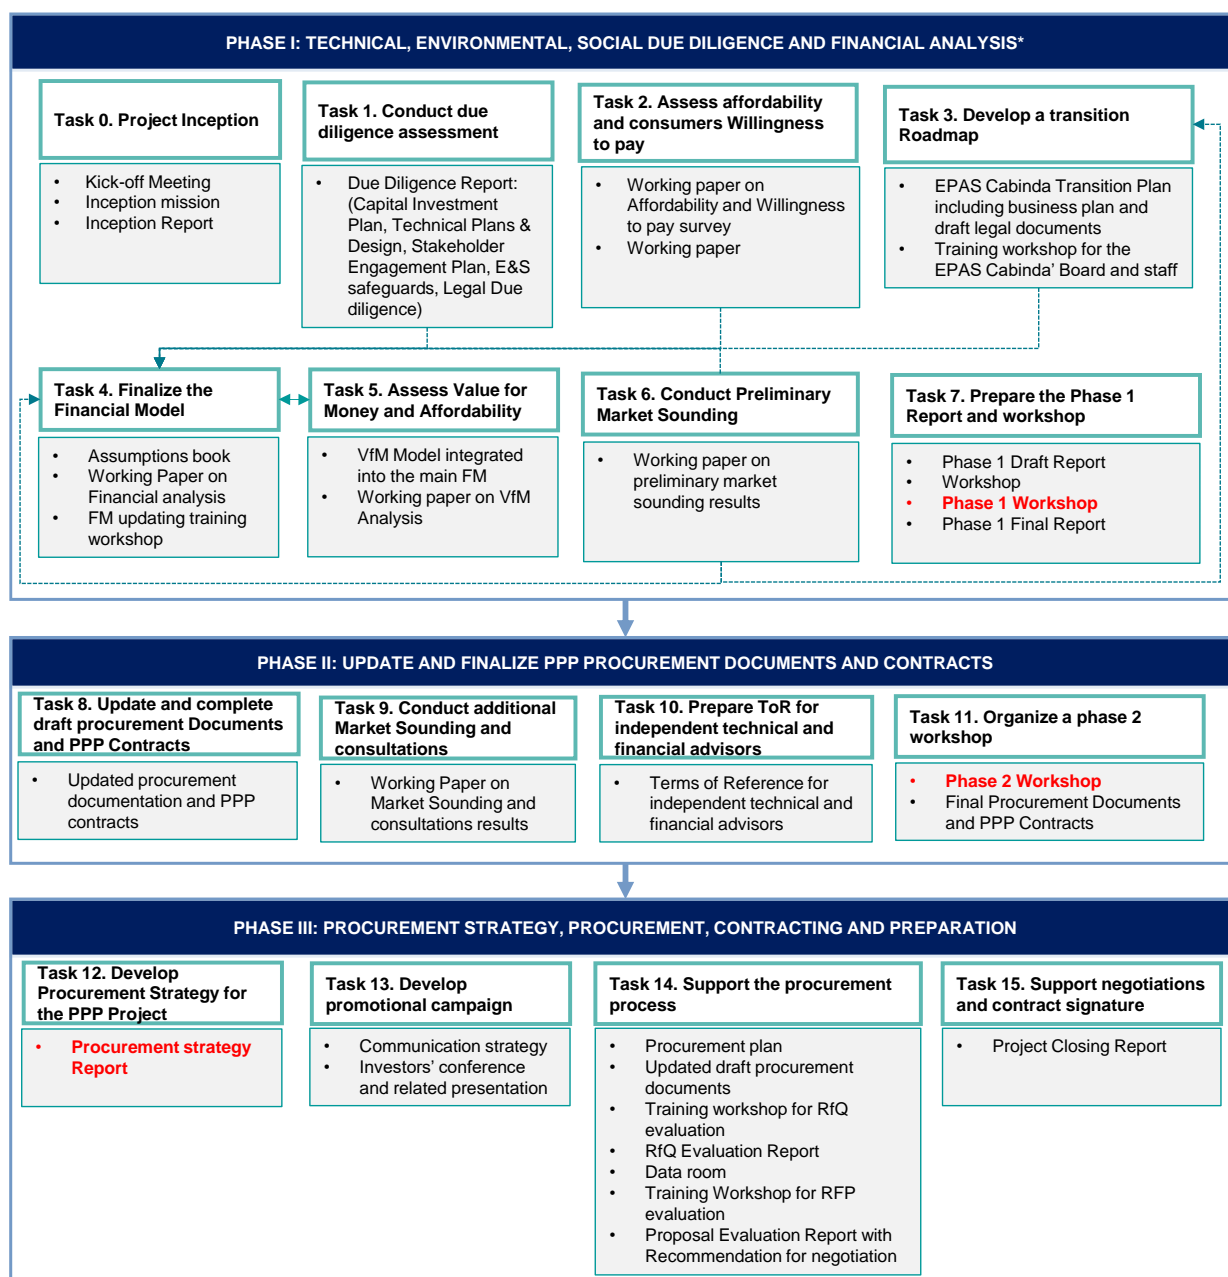 PHASE I: TECHNICAL, ENVIRONMENTAL, SOCIAL DUE DILIGENCE AND FINANCIAL ANALYSIS*
Task 0. Project Inception
• Kick-off Meeting
• Inception mission
• Inception Report
Task 1. Conduct due
diligence assessment
• Due Diligence Report:
(Capital Investment
Plan, Technical Plans &
Design, Stakeholder
Engagement Plan, E&S
safeguards, Legal Due
diligence)
Task 2. Assess affordability
and consumers Willingness
to pay
• Working paper on
Affordability and Willingness
to pay survey
• Working paper
Task 3. Develop a transition
Roadmap
• EPAS Cabinda Transition Plan
including business plan and
draft legal documents
• Training workshop for the
EPAS Cabinda' Board and staff
Task 4. Finalize the
Financial Model
• Assumptions book
• Working Paper on
Financial analysis
• FM updating training
workshop
Task 5. Assess Value for
Money and Affordability
• VfM Model integrated
into the main FM
• Working paper on VfM
Analysis
Task 6. Conduct Preliminary
Market Sounding
• Working paper on
preliminary market
sounding results
Task 7. Prepare the Phase 1
Report and workshop
• Phase 1 Draft Report
• Workshop
• Phase 1 Workshop
• Phase 1 Final Report
PHASE II: UPDATE AND FINALIZE PPP PROCUREMENT DOCUMENTS AND CONTRACTS
Task 8. Update and complete
draft procurement Documents
and PPP Contracts
• Updated procurement
documentation and PPP
contracts
Task 9. Conduct additional
Market Sounding and
consultations
• Working Paper on
Market Sounding and
consultations results
Task 10. Prepare ToR for
independent technical and
financial advisors
• Terms of Reference for
independent technical and
financial advisors
Task 11. Organize a phase 2
workshop
• Phase 2 Workshop
• Final Procurement Documents
and PPP Contracts
PHASE III: PROCUREMENT STRATEGY, PROCUREMENT, CONTRACTING AND PREPARATION
Task 12. Develop
Procurement Strategy for
the PPP Project
• Procurement strategy
Report
Task 13. Develop
promotional campaign
• Communication strategy
• Investors' conference
and related presentation
Task 14. Support the procurement
process
• Procurement plan
• Updated draft procurement
documents
• Training workshop for RfQ
evaluation
• RfQ Evaluation Report
• Data room
• Training Workshop for RFP
evaluation
• Proposal Evaluation Report with
Recommendation for negotiation
Task 15. Support negotiations
and contract signature
• Project Closing Report